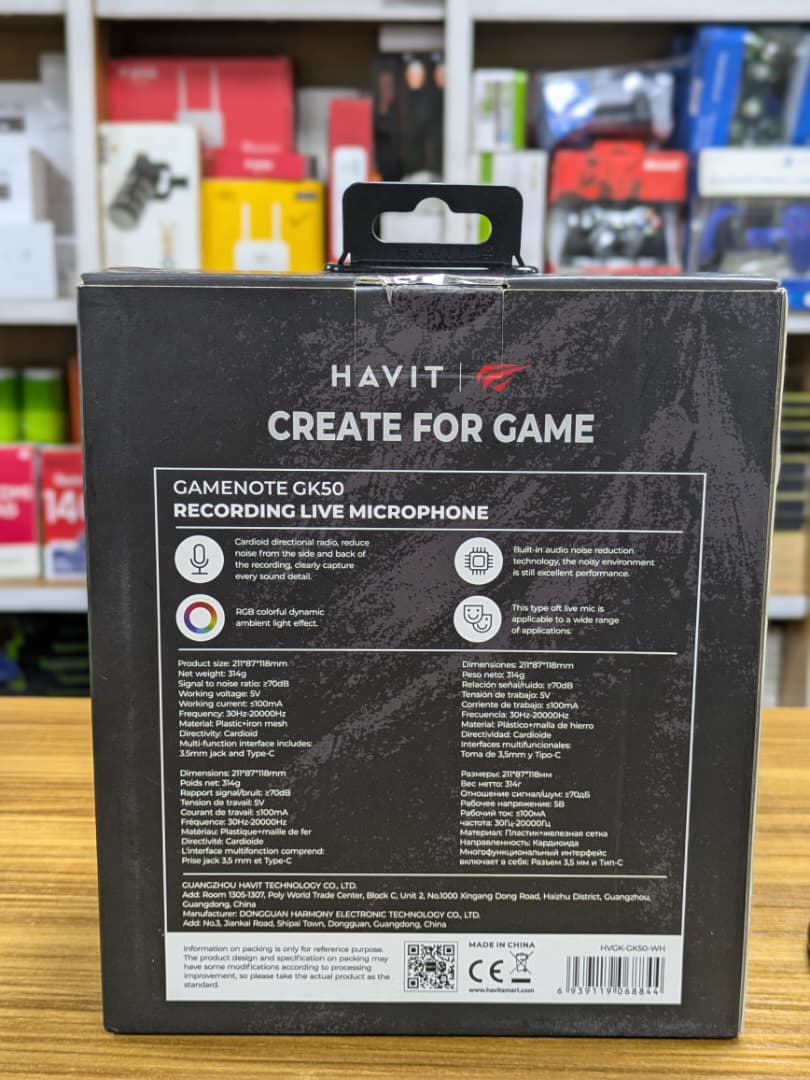 HAVIT
HAVIT
CREATE FOR GAME
GAMENOTE GK50
RECORDING LIVE MICROPHONE
Cardioid directional radio, reduce
noise from the side and back of
the recording, clearly capture
every sound detail.
Built-in audio noise reduction
technology, the noisy environment
is still excellent performance.
RGB colorful dynamic
ambient light effect.
This type oft live mic is
applicable to a wide range
of applications.
Product size: 211*87*118mm
Net weight: 314g
Signal to noise ratio: ≥70dB
Working voltage: 5V
Working current: ≤100mA
Frequency: 30Hz-20000Hz
Material: Plastic+iron mesh
Directivity: Cardioid
Multi-function interface includes:
3.5mm jack and Type-C
Dimensiones: 211*87*118mm
Peso neto: 314g
Relación señal/ruido: ≥70dB
Tensión de trabajo: 5V
Corriente de trabajo: ≤100mA
Frecuencia: 30Hz-20000Hz
Material: Plástico+malla de hierro
Directividad: Cardioide
Interfaces multifuncionales:
Toma de 3,5mm y Tipo-C
Dimensions: 211*87*118mm
Poids net: 314g
Rapport signal/bruit: ≥70dB
Tension de travail: 5V
Courant de travail: ≤100mA
Fréquence: 30Hz-20000Hz
Matériau: Plastique+maille de fer
Directivité: Cardioïde
L'interface multifonction comprend:
Prise jack 3,5 mm et Type-C
Размеры: 211*87*118мм
Вес нетто: 314г
Отношение сигнал/шум: ≥70дБ
Рабочее напряжение: 5В
Рабочий ток: ≤100мА
частота: 30Гц-20000Гц
Материал: Пластик+железная сетка
Направленность: Кардиоида
Многофункциональный интерфейс
включает в себя: Разъем 3,5 мм и Тип-C
GUANGZHOU HAVIT TECHNOLOGY CO., LTD.
Add: Room 1305-1307, Poly World Trade Center, Block C, Unit 2, No.1000 Xingang Dong Road, Haizhu District, Guangzhou,
Guangdong, China
Manufacturer: DONGGUAN HARMONY ELECTRONIC TECHNOLOGY CO., LTD.
Add: No.3, Jiankai Road, Shipai Town, Dongguan, Guangdong, China
Information on packing is only for reference purpose.
The product design and specification on packing may
have some modifications according to processing
improvement, so please take the actual product as the
standard.
MADE IN CHINA
CE
www.havitsmart.com
HVGK-GK50-WH
6 939119 068844